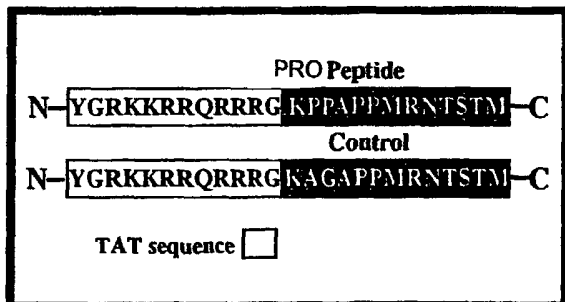 PRO Peptide
N-YGRKKRRQRRRG KPPAPPMRNTSTM-C
Control
N-YGRKKRRQRRRG KAGAPPMRNTSTM-C
TAT sequence